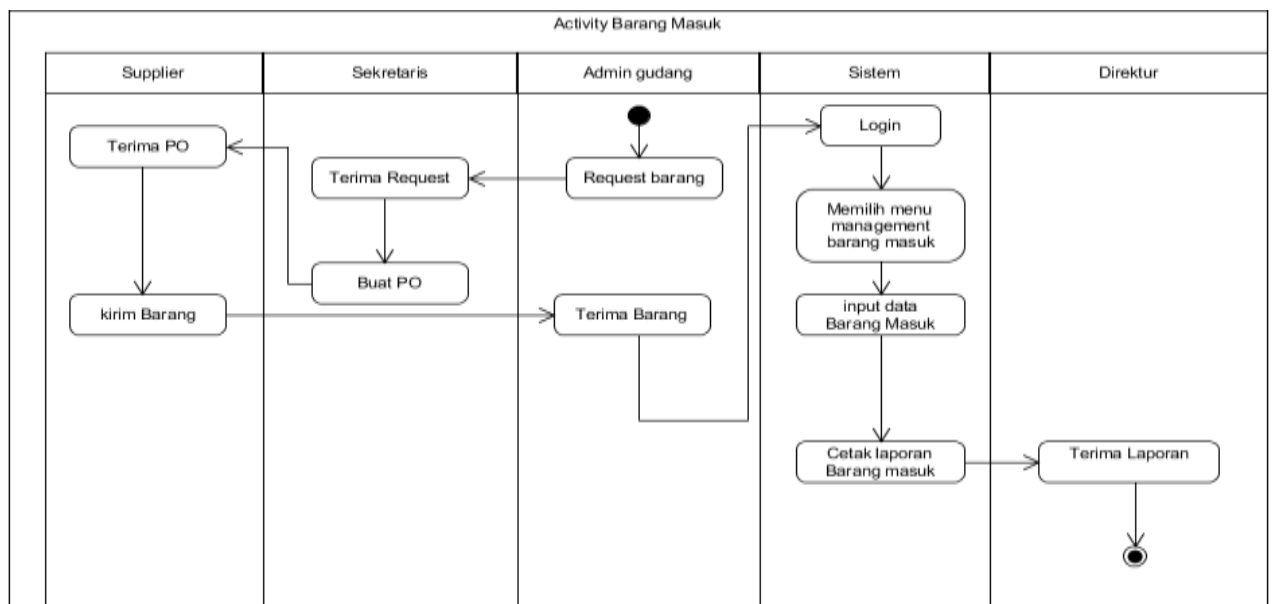 Activity Barang Masuk
Supplier
Sekretaris
Admin gudang
Sistem
Direktur
Terima PO
Terima Request
Request barang
Login
Memilih menu
management
barang masuk
Buat PO
kirim Barang
Terima Barang
input data
Barang Masuk
Cetak laporan
Barang masuk
Terima Laporan